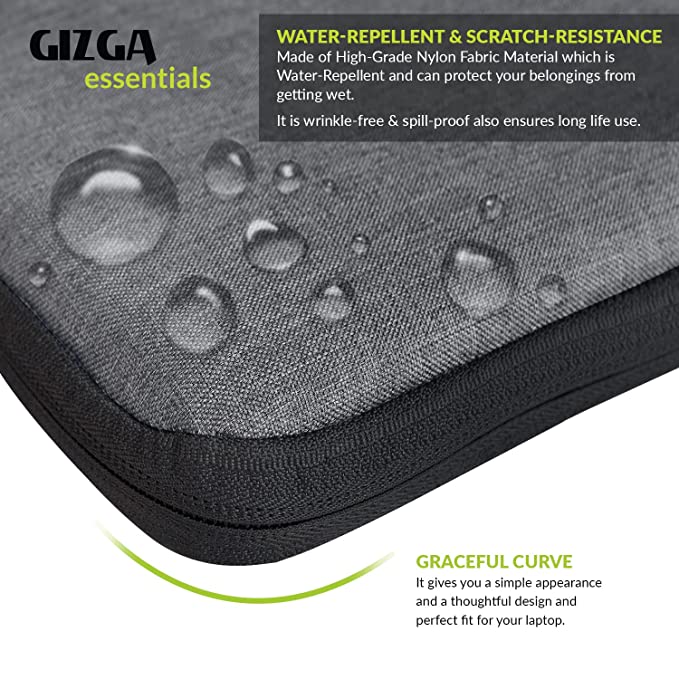 GIZGA
essentials
WATER-REPELLENT & SCRATCH-RESISTANCE
Made of High-Grade Nylon Fabric Material which is
Water-Repellent and can protect your belongings from
getting wet.
It is wrinkle-free & spill-proof also ensures long life use.
GRACEFUL CURVE
It gives you a simple appearance
and a thoughtful design and
perfect fit for your laptop.